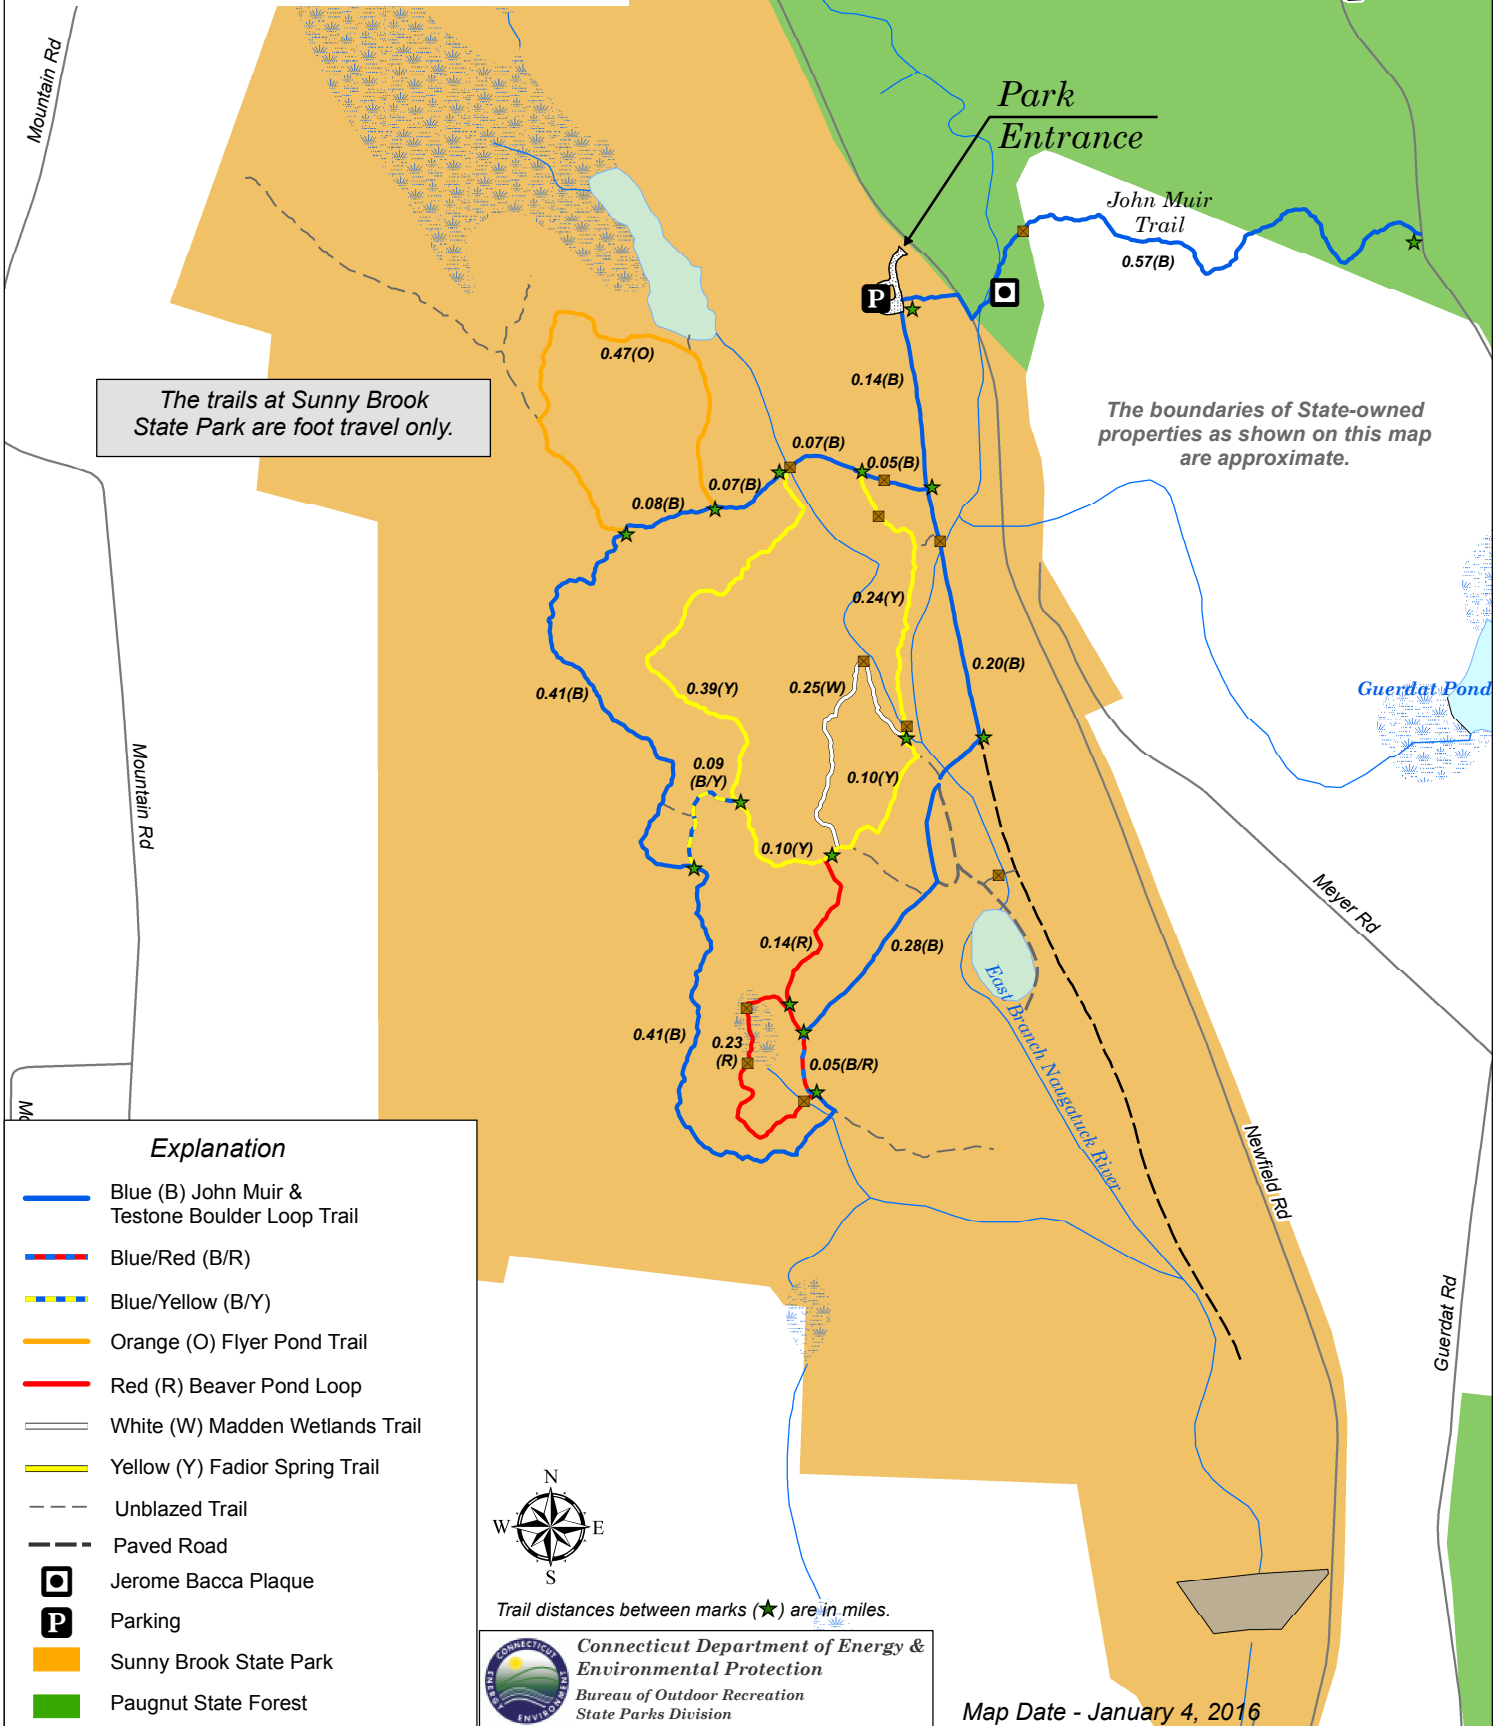 Mountain Rd
Park
Entrance
John Muir
Trail
0.57(B)
P
0.14(B)
0.47(O)
The trails at Sunny Brook
State Park are foot travel only.
The boundaries of State-owned
properties as shown on this map
are approximate.
0.07(B)
0.05(B)
0.07(B)
0.08(B)
0.24(Y)
0.20(B)
0.41(B)
0.39(Y)
0.25(W)
Guerdat Pond
Mountain Rd
0.09
(B/Y)
0.10(Y)
0.10(Y)
Meyer Rd
0.14(R)
0.28(B)
East Branch Naugatuck River
0.41(B)
0.23
(R)
0.05(B/R)
Newfield Rd
Guerdat Rd
Explanation
Blue (B) John Muir &
Testone Boulder Loop Trail
Blue/Red (B/R)
Blue/Yellow (B/Y)
Orange (O) Flyer Pond Trail
Red (R) Beaver Pond Loop
White (W) Madden Wetlands Trail
Yellow (Y) Fadior Spring Trail
Unblazed Trail
Paved Road
Jerome Bacca Plaque
P Parking
Sunny Brook State Park
Paugnut State Forest
N
W E
S
Trail distances between marks (★) are in miles.
CONNECTICUT
ENERGY ENVIRONMENT
Connecticut Department of Energy &
Environmental Protection
Bureau of Outdoor Recreation
State Parks Division
Map Date - January 4, 2016